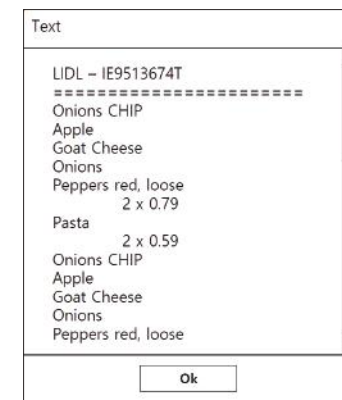 Text
LIDL – IE9513674T
=======================
Onions CHIP
Apple
Goat Cheese
Onions
Peppers red, loose
2 x 0.79
Pasta
2 x 0.59
Onions CHIP
Apple
Goat Cheese
Onions
Peppers red, loose
Ok